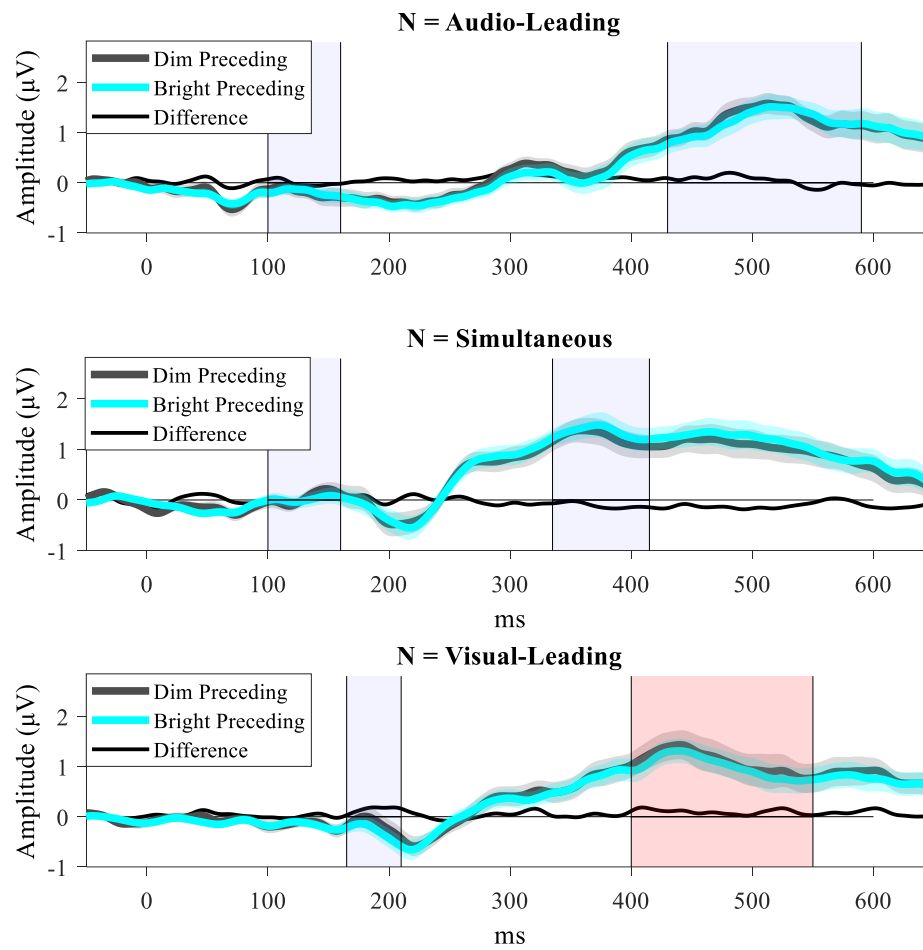 N = Audio-Leading
Dim Preceding
Bright Preceding
Difference
Amplitude (µV)
2
1
0
-1
0 100 200 300 400 500 600
N = Simultaneous
Dim Preceding
Bright Preceding
Difference
Amplitude (µV)
2
1
0
-1
0 100 200 300 400 500 600
ms
N = Visual-Leading
Dim Preceding
Bright Preceding
Difference
Amplitude (µV)
2
1
0
-1
0 100 200 300 400 500 600
ms